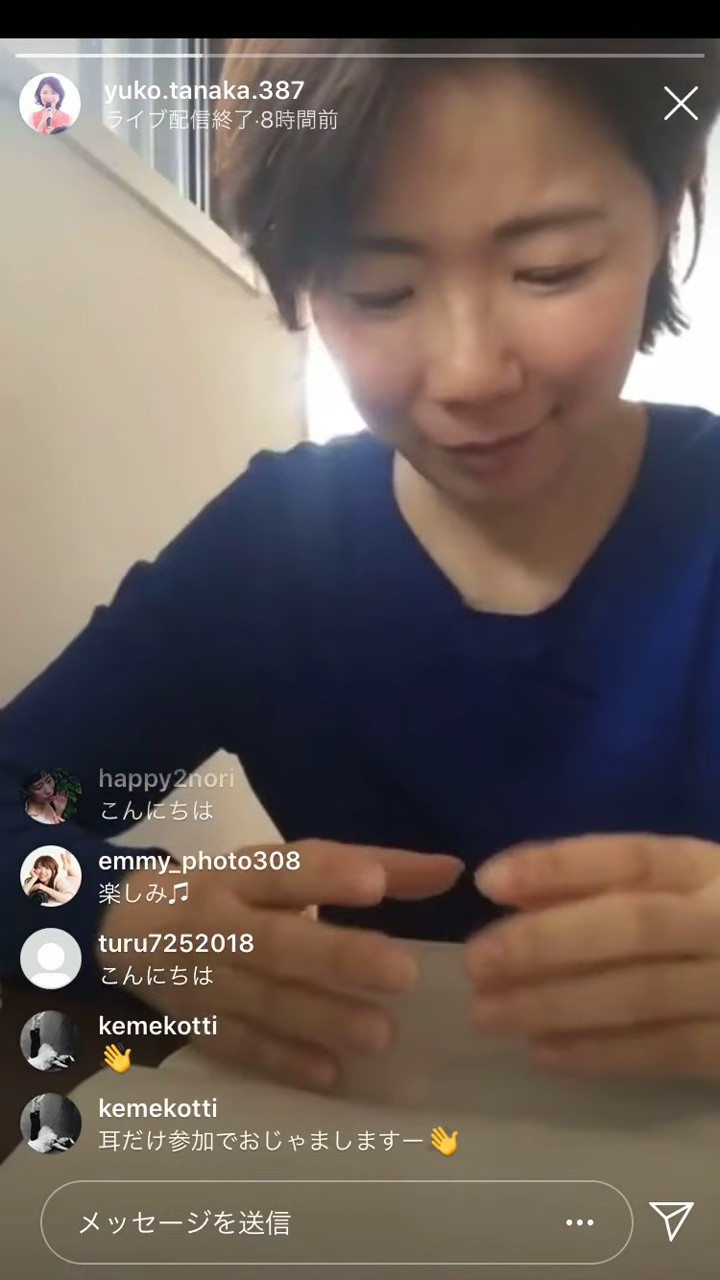 yuko.tanaka.387
ライブ配信終了·8時間前
happy2nori
こんにちは
emmy_photo308
楽しみ♫
turu7252018
こんにちは
kemekotti
👋
kemekotti
耳だけ参加でおじゃましますー👋
メッセージを送信